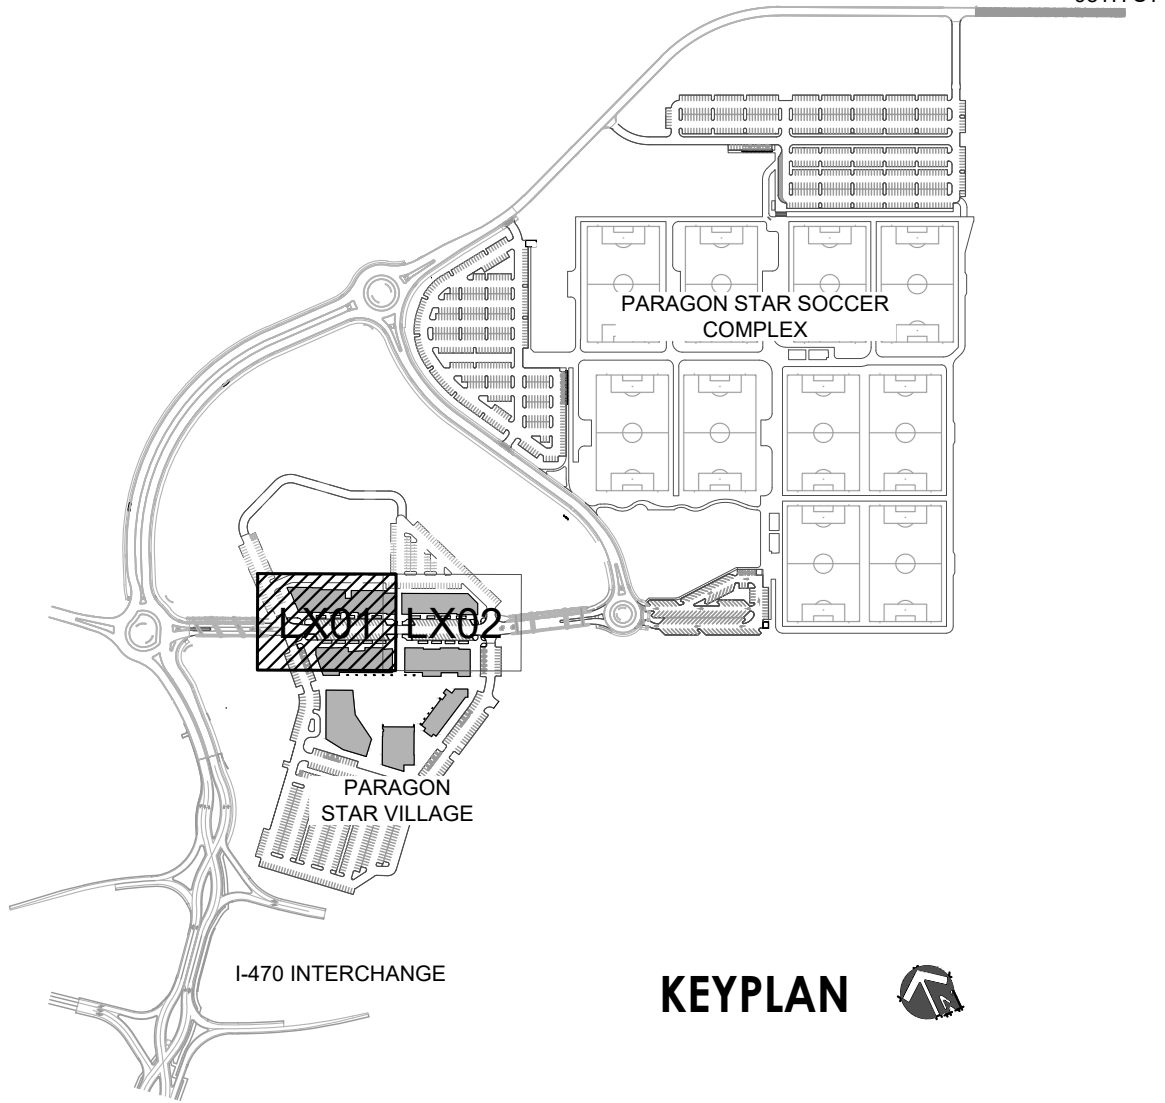 PARAGON STAR SOCCER
COMPLEX
LX01
LX02
PARAGON
STAR VILLAGE
I-470 INTERCHANGE
KEYPLAN